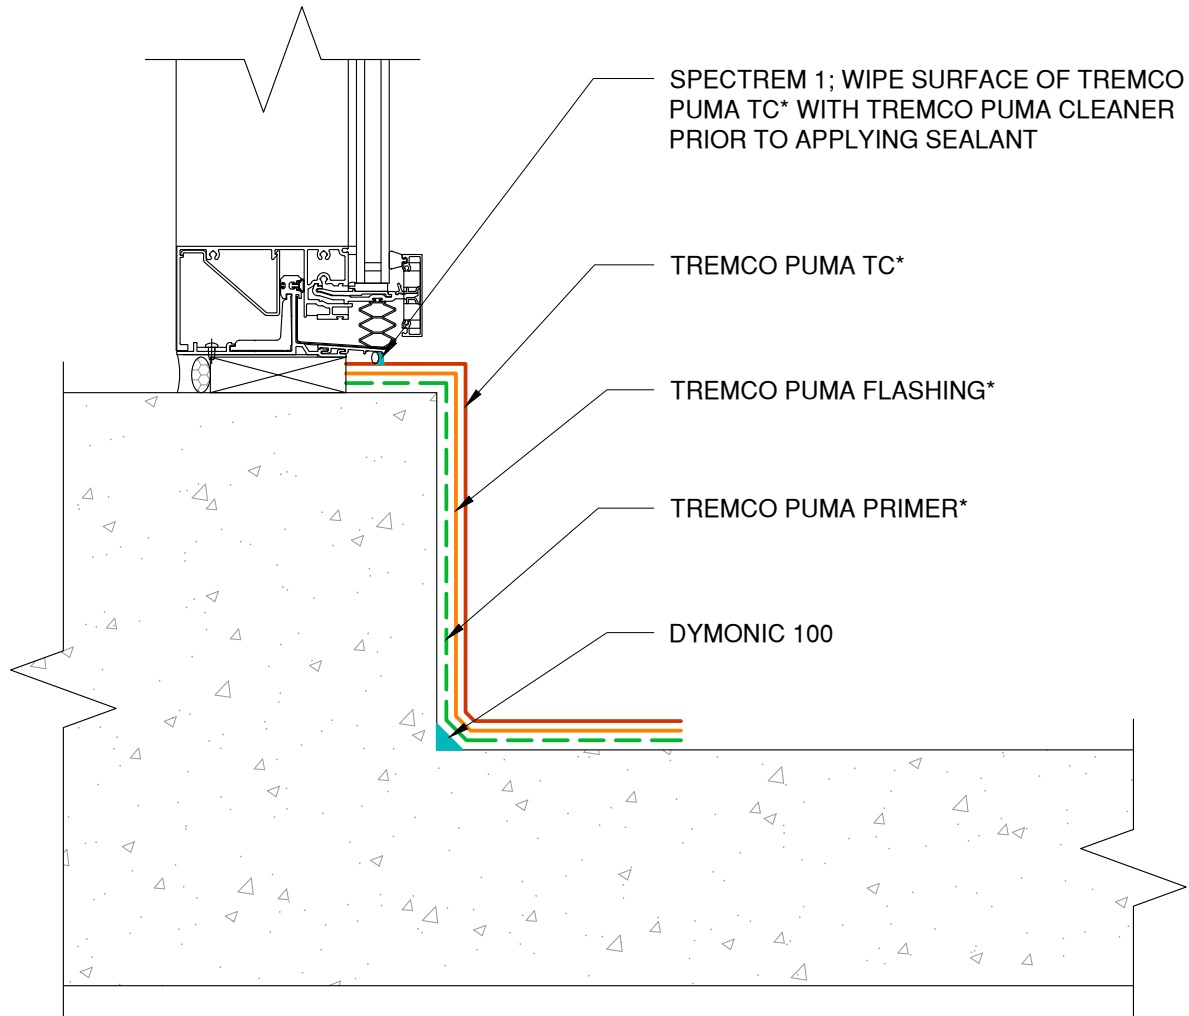 SPECTREM 1; WIPE SURFACE OF TREMCO
PUMA TC* WITH TREMCO PUMA CLEANER
PRIOR TO APPLYING SEALANT
TREMCO PUMA TC*
TREMCO PUMA FLASHING*
TREMCO PUMA PRIMER*
DYMONIC 100